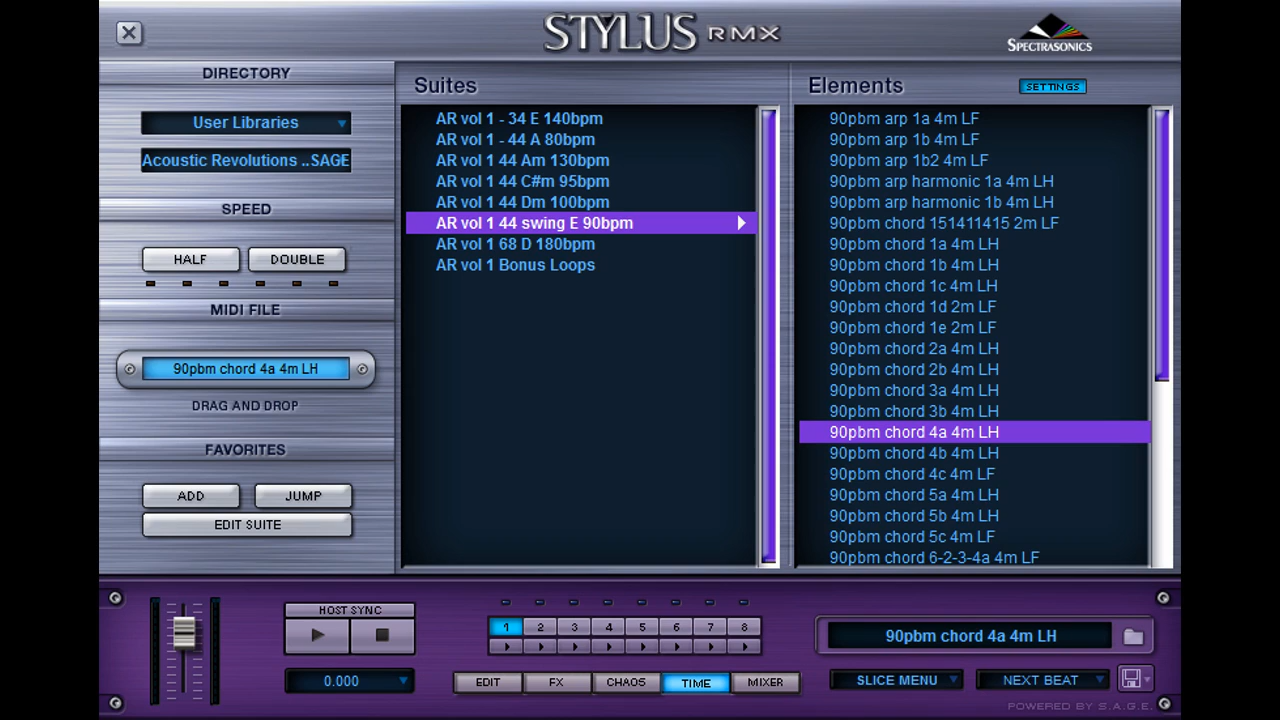 STYLUS RMX
SPECTRASONICS
DIRECTORY
User Libraries
Acoustic Revolutions ..SAGE
SPEED
HALF
DOUBLE
MIDI FILE
90pbm chord 4a 4m LH
DRAG AND DROP
FAVORITES
ADD
JUMP
EDIT SUITE
Suites
AR vol 1 - 34 E 140bpm
AR vol 1 - 44 A 80bpm
AR vol 1 44 Am 130bpm
AR vol 1 44 C#m 95bpm
AR vol 1 44 Dm 100bpm
AR vol 1 44 swing E 90bpm
AR vol 1 68 D 180bpm
AR vol 1 Bonus Loops
Elements
SETTINGS
90pbm arp 1a 4m LF
90pbm arp 1b 4m LF
90pbm arp 1b2 4m LF
90pbm arp harmonic 1a 4m LH
90pbm arp harmonic 1b 4m LH
90pbm chord 151411415 2m LF
90pbm chord 1a 4m LH
90pbm chord 1b 4m LH
90pbm chord 1c 4m LH
90pbm chord 1d 2m LF
90pbm chord 1e 2m LF
90pbm chord 2a 4m LH
90pbm chord 2b 4m LH
90pbm chord 3a 4m LH
90pbm chord 3b 4m LH
90pbm chord 4a 4m LH
90pbm chord 4b 4m LH
90pbm chord 4c 4m LF
90pbm chord 5a 4m LH
90pbm chord 5b 4m LH
90pbm chord 5c 4m LF
90pbm chord 6-2-3-4a 4m LF
HOST SYNC
0.000
1 2 3 4 5 6 7 8
EDIT FX CHAOS TIME MIXER
90pbm chord 4a 4m LH
SLICE MENU
NEXT BEAT
POWERED BY S.A.G.E.